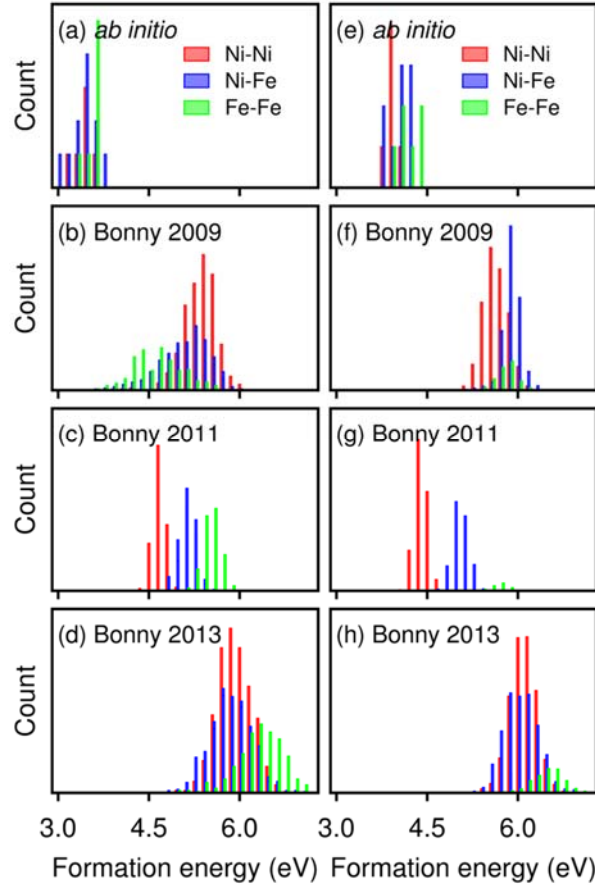 (a) ab initio
Ni-Ni
Ni-Fe
Fe-Fe
Count
(e) ab initio
Ni-Ni
Ni-Fe
Fe-Fe
(b) Bonny 2009
Count
(f) Bonny 2009
(c) Bonny 2011
Count
(g) Bonny 2011
(d) Bonny 2013
Count
(h) Bonny 2013
3.0 4.5 6.0 3.0 4.5 6.0
Formation energy (eV) Formation energy (eV)